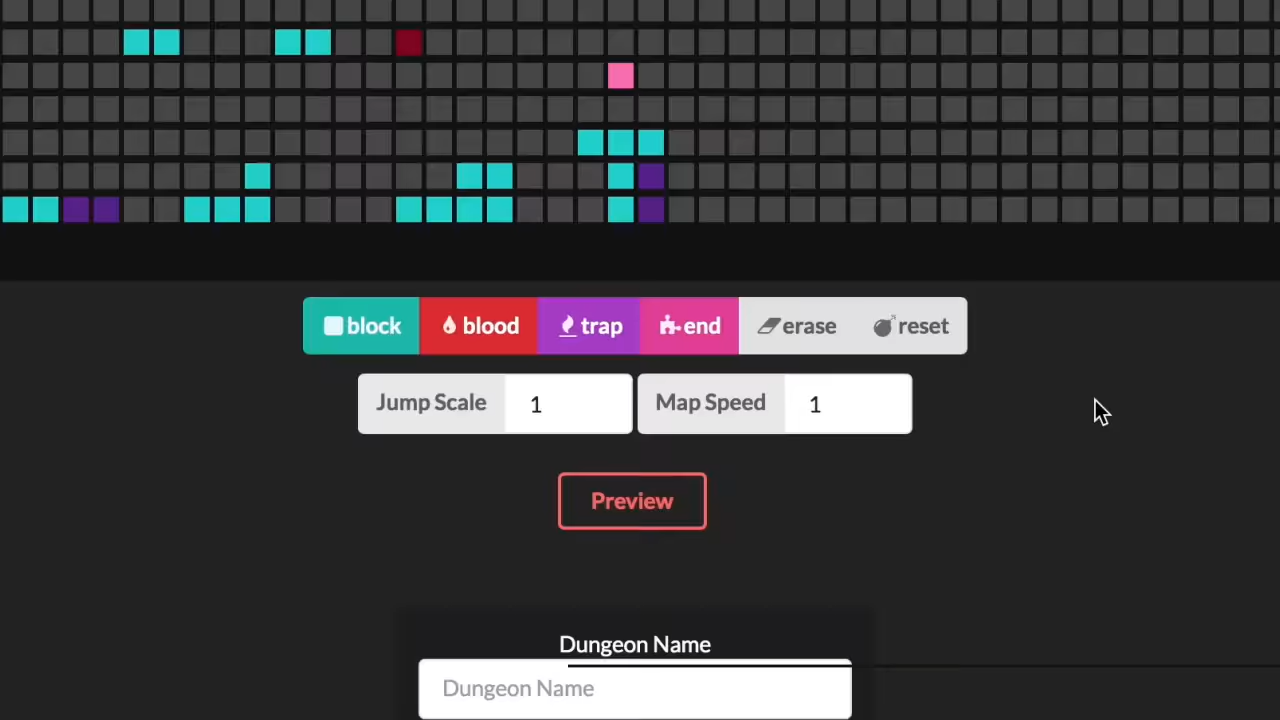 block blood trap end erase reset
Jump Scale 1 Map Speed 1
Preview
Dungeon Name
Dungeon Name